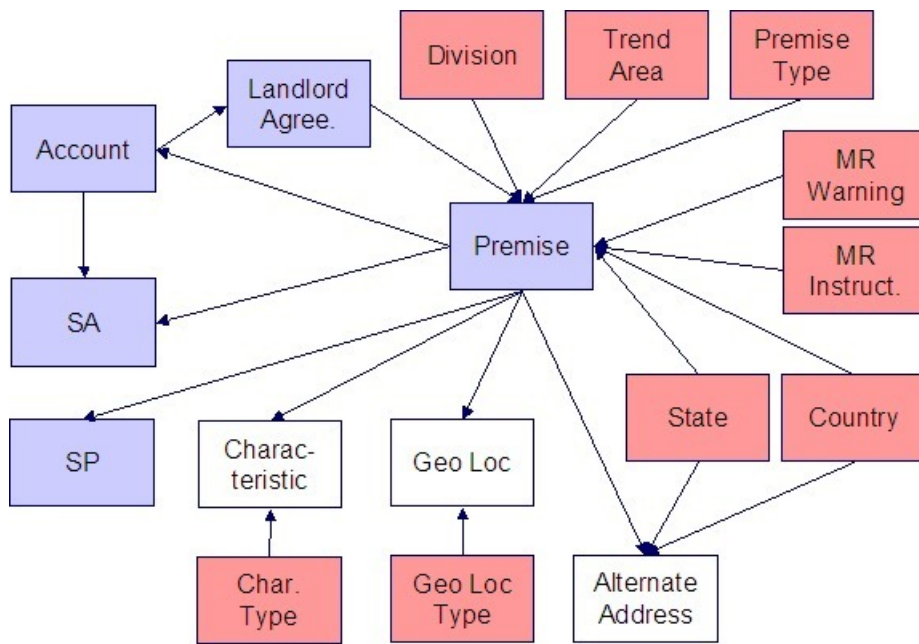 Division
Trend
Area
Premise
Type
Landlord
Agree.
Account
MR
Warning
Premise
MR
Instruct.
SA
State
Country
SP
Charac-
teristic
Geo Loc
Char.
Type
Geo Loc
Type
Alternate
Address